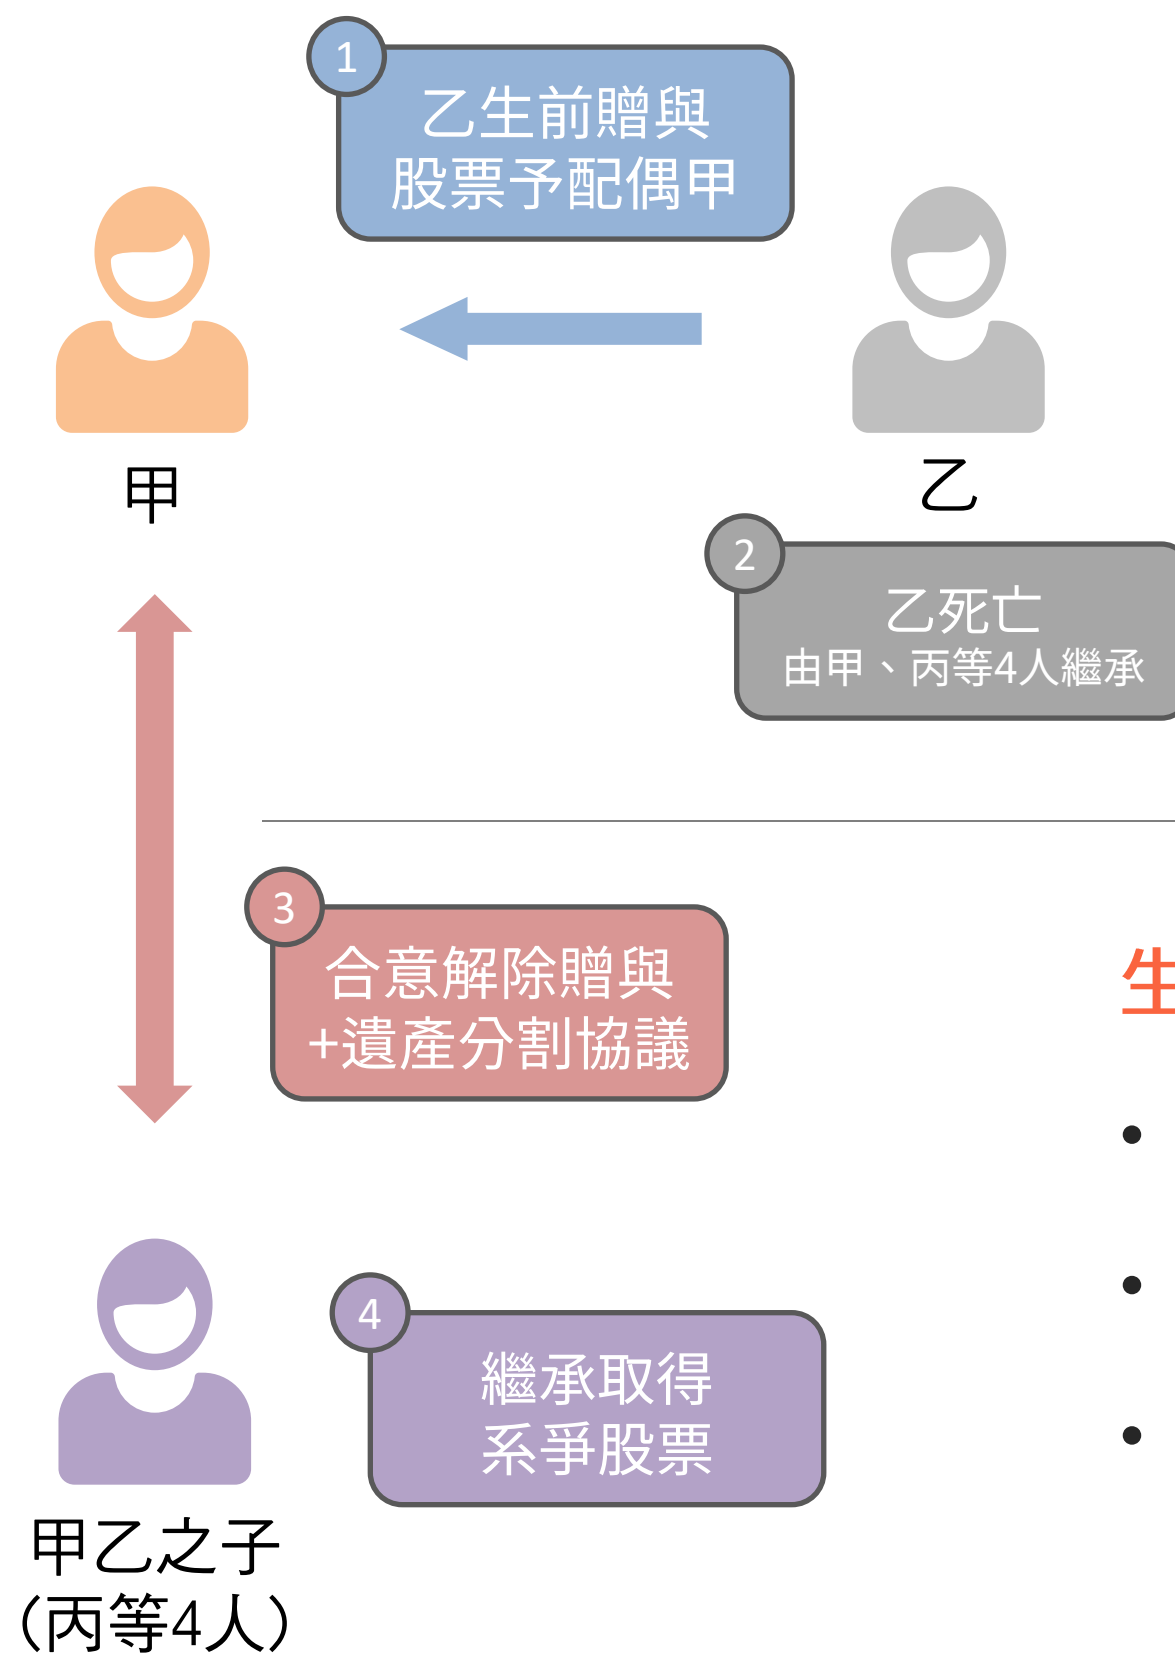 1
乙生前贈與
股票予配偶甲
甲
乙
2
乙死亡
由甲、丙等4人繼承
3
合意解除贈與
+遺產分割協議
生
•
•
•
4
繼承取得
系爭股票
甲乙之子
(丙等4人)